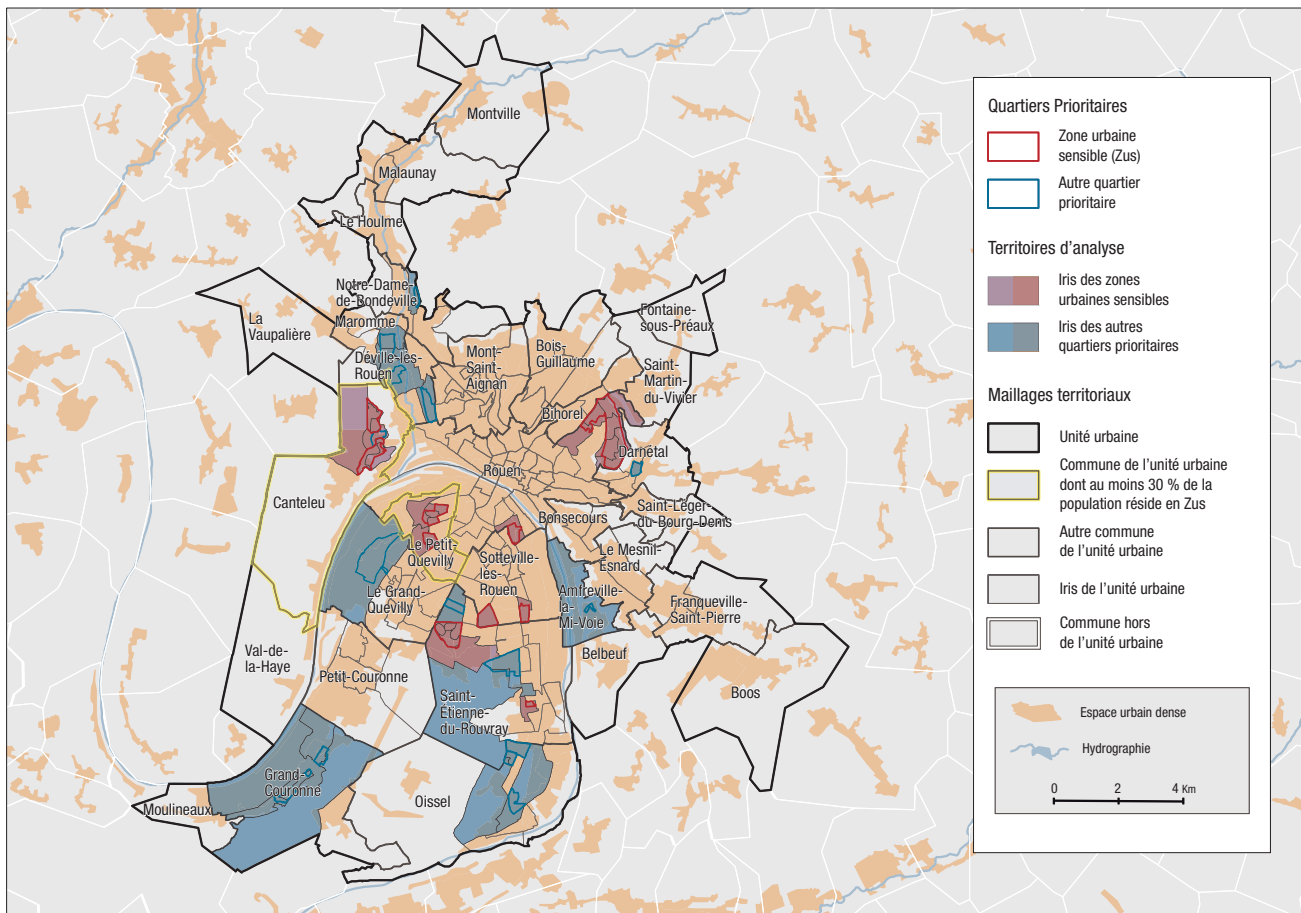 Montville
Malaunay
Le Houlme
Notre-Dame-
de-Bondeville
La
Vaupalière
Maromme
Déville-lès-
Rouen
Mont-
Saint-
Aignan
Bois-
Guillaume
Fontaine-
sous-Préaux
Saint-
Martin-
du-Vivier
Bihorel
Darnétal
Rouen
Canteleu
Bonsecours
Saint-Léger-
du-Bourg-Denis
Le Petit-
Quevilly
Sotteville-
lès-
Rouen
Le Mesnil-
Esnard
Le Grand-
Quevilly
Amfreville-
la-
Mi-Voie
Franqueville-
Saint-Pierre
Val-de-
la-Haye
Petit-Couronne
Belbeuf
Boos
Saint-
Étienne-
du-Rouvray
Grand-
Couronne
Moulineaux
Oissel
Quartiers Prioritaires
Zone urbaine
sensible (Zus)
Autre quartier
prioritaire
Territoires d'analyse
Iris des zones
urbaines sensibles
Iris des autres
quartiers prioritaires
Maillages territoriaux
Unité urbaine
Commune de l'unité urbaine
dont au moins 30 % de la
population réside en Zus
Autre commune
de l'unité urbaine
Iris de l'unité urbaine
Commune hors
de l'unité urbaine
Espace urbain dense
Hydrographie
0 2 4 Km